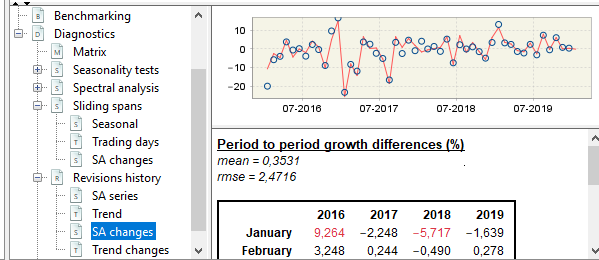 Benchmarking
Diagnostics
Matrix
Seasonality tests
Spectral analysis
Sliding spans
Seasonal
Trading days
SA changes
Revisions history
SA series
Trend
SA changes
Trend changes
10
0
−10
−20
07-2016 07-2017 07-2018 07-2019
Period to period growth differences (%)
mean = 0,3531
rmse = 2,4716
2016 2017 2018 2019
January 9,264 −2,248 −5,717 −1,639
February 3,248 0,244 −0,490 0,278